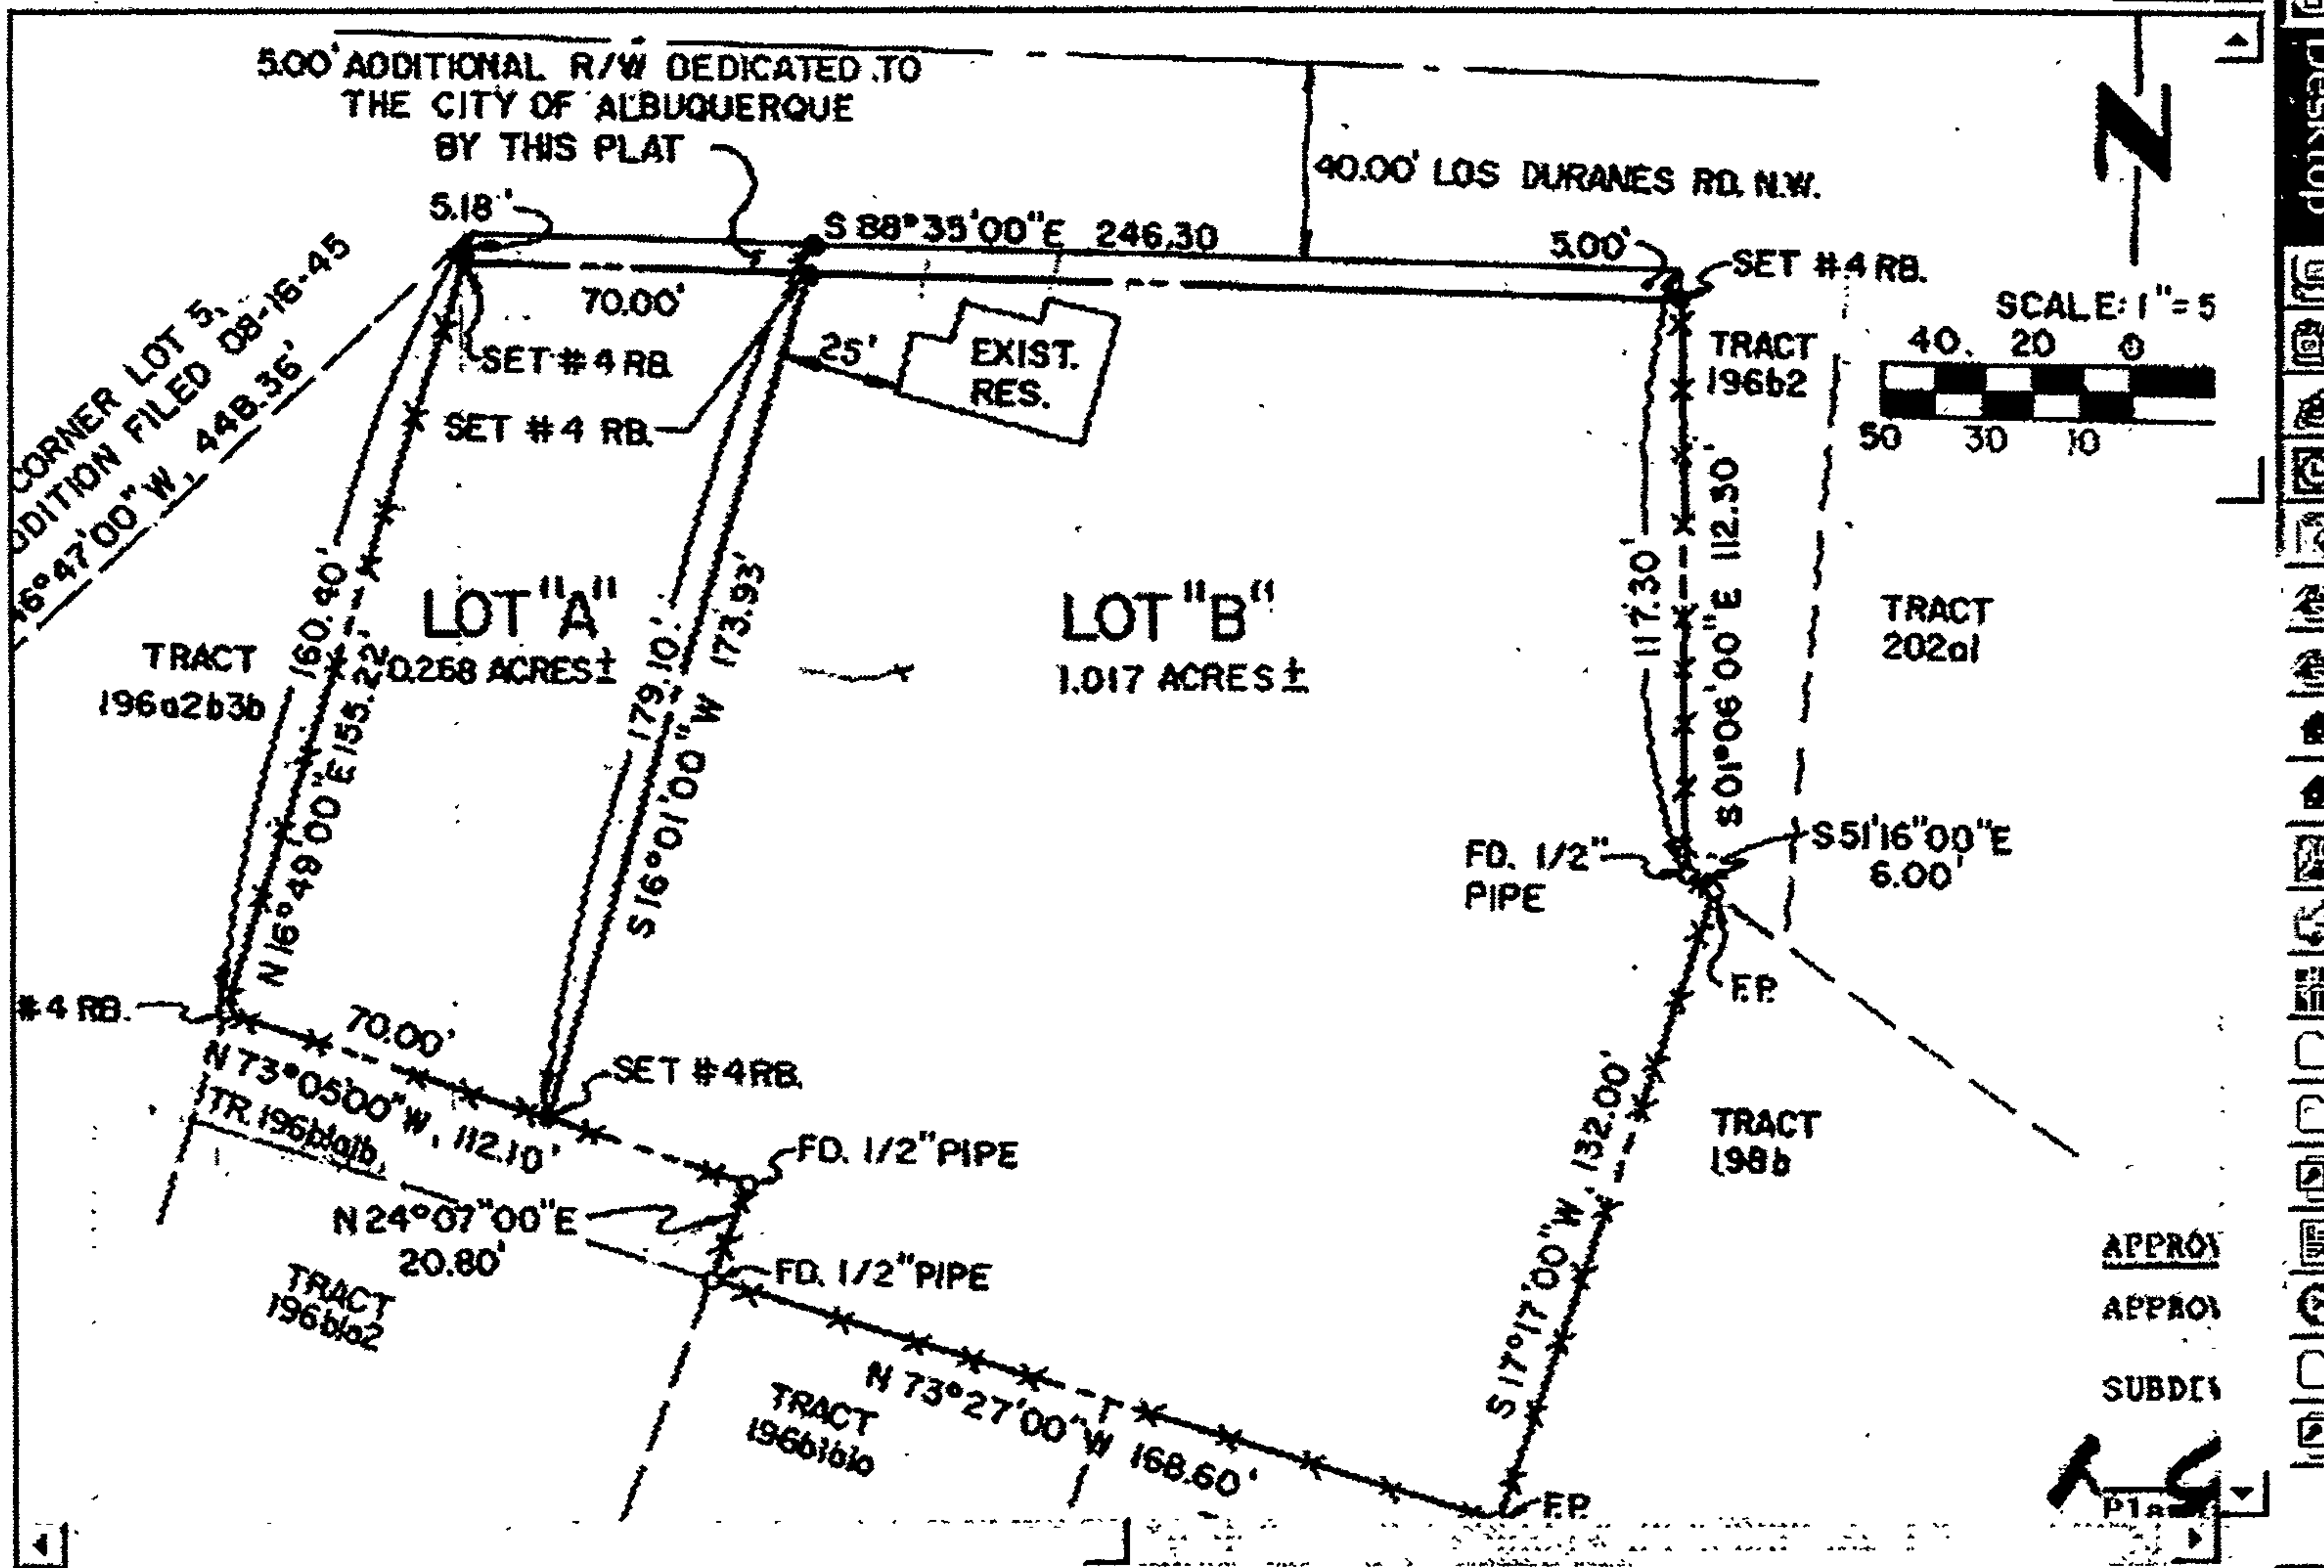 5.00' ADDITIONAL R/W DEDICATED TO
THE CITY OF ALBUQUERQUE
BY THIS PLAT
N
40.00' LOS DURANES RD. N.W.
5.18'
S 88°35'00"E 246.30
5.00'
SET #4 RB.
SCALE: 1"=5
40. 20 0
50 30 10
CORNER LOT 5,
DDITION FILED 08-16-45
6°47'00"W, 448.36'
70.00'
SET #4 RB.
SET #4 RB.
25'
EXIST.
RES.
TRACT
196b2
160.40'
N 16°49'00"E 155.22'
LOT "A"
0.268 ACRES±
179.10'
S 16°01'00"W 173.93'
LOT "B"
1.017 ACRES±
117.30'
S 01°06'00"E 112.30'
TRACT
202a1
TRACT
196a2b3b
FD. 1/2"
PIPE
S 51'16"00"E
6.00'
F.P.
#4 RB.
70.00'
N 73°05'00"W, 112.10'
SET #4 RB.
FD. 1/2" PIPE
N 24°07"00"E
20.80'
FD. 1/2" PIPE
TRACT
TRACT
N 73°27'00"W 168.60'
S 17°17'00"W, 132.00'
TRACT
198b
F.P.
APPROV
APPROV